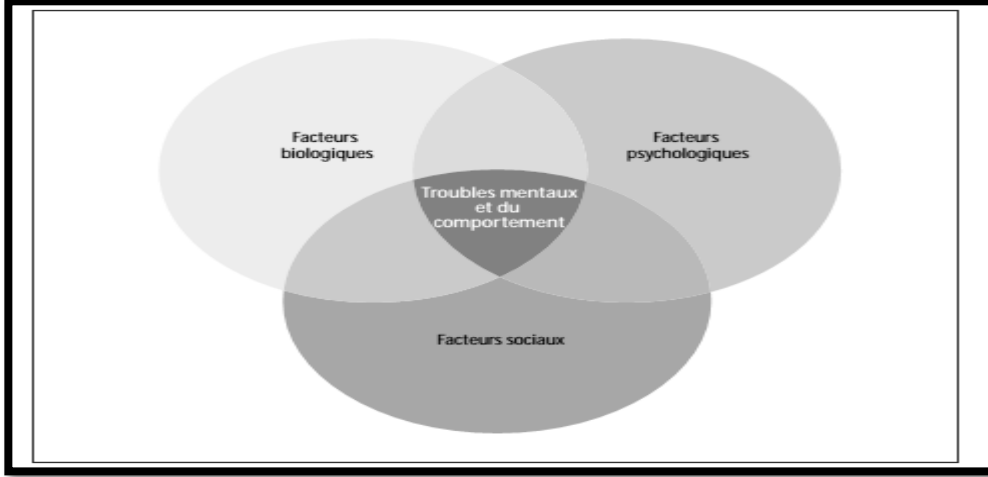 Facteurs
biologiques
Facteurs
psychologiques
Troubles mentaux
et du
comportement
Facteurs sociaux